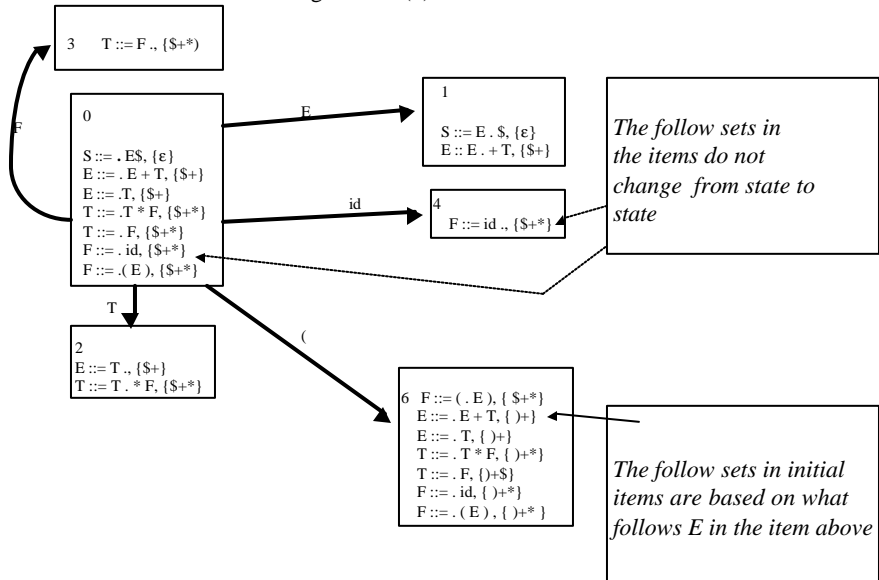 3 T ::= F ., {$+*)
F
0
S ::= . E$, {ε}
E ::= . E + T, {$+}
E ::= .T, {$+}
T ::= .T * F, {$+*}
T ::= . F, {$+*}
F ::= . id, {$+*}
F ::= .( E ), {$+*}
E
1
S ::= E . $, {ε}
E :: E . + T, {$+}
id
4
F ::= id ., {$+*}
The follow sets in
the items do not
change from state to
state
T
2
E ::= T ., {$+}
T ::= T . * F, {$+*}
(
6 F ::= ( . E ), { $+*}
E ::= . E + T, { )+}
E ::= . T, { )+}
T ::= . T * F, { )+*}
T ::= . F, {)+$}
F ::= . id, { )+*}
F ::= . ( E ) , { )+* }
The follow sets in initial
items are based on what
follows E in the item above